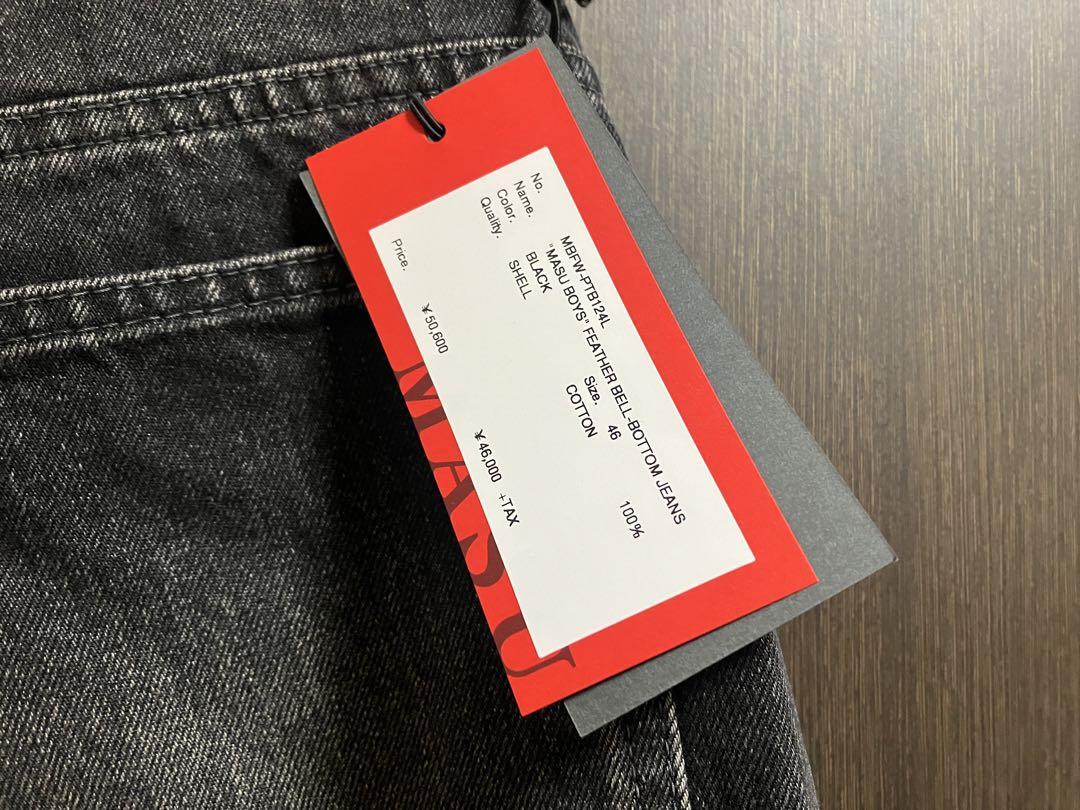 No. MBFW-PTB124L
Name. "MASU BOYS" FEATHER BELL-BOTTOM JEANS
Color. BLACK Size. 46
Quality. SHELL COTTON 100%
Price. ¥50,600 ¥46,000 +TAX
MASU